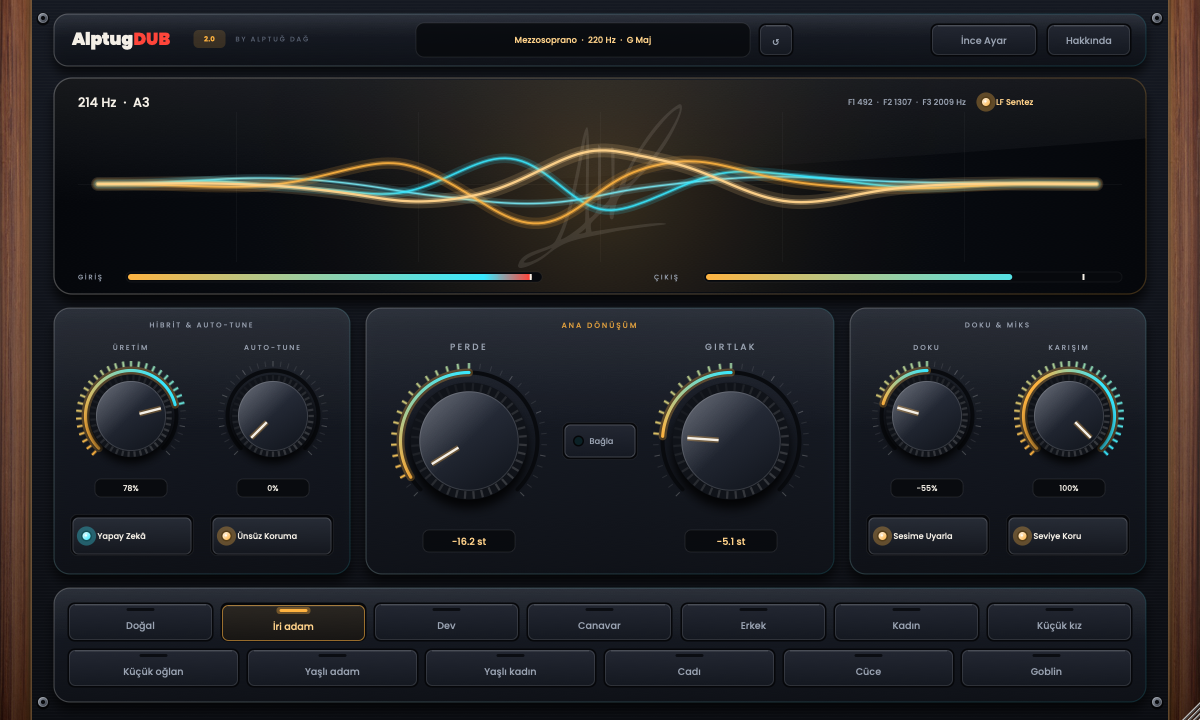 AlptugDUB
2.0
BY ALPTUĞ DAĞ
Mezzosoprano · 220 Hz · G Maj
İnce Ayar
Hakkında
214 Hz · A3
F1 492 · F2 1307 · F3 2009 Hz
LF Sentez
GİRİŞ
ÇIKIŞ
HİBRİT & AUTO-TUNE
ÜRETİM
AUTO-TUNE
78%
0%
Yapay Zekâ
Ünsüz Koruma
ANA DÖNÜŞÜM
PERDE
GIRTLAK
Bağla
-16.2 st
-5.1 st
DOKU & MİKS
DOKU
KARIŞIM
-55%
100%
Sesime Uyarla
Seviye Koru
Doğal
İri adam
Dev
Canavar
Erkek
Kadın
Küçük kız
Küçük oğlan
Yaşlı adam
Yaşlı kadın
Cadı
Cüce
Goblin